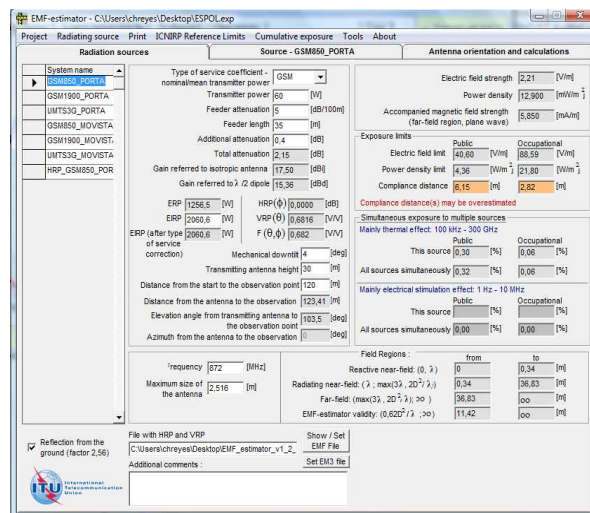 EMF-estimator - C:\Users\chreyes\Desktop\ESPOL.exp
Project Radiating source Print ICNIRP Reference Limits Cumulative exposure Tools About
Radiation sources
Source - GSM850_PORTA
Antenna orientation and calculations
System name
GSM850_PORTA
GSM1900_PORTA
UMTS3G_PORTA
GSM850_MOVISTA
GSM1900_MOVIST
UMTS3G_MOVISTA
HRP_GSM850_POR
Type of service coefficient - nominal/mean transmitter power GSM
Transmitter power 60 [W]
Feeder attenuation 5 [dB/100m]
Feeder length 35 [m]
Additional attenuation 0,4 [dB]
Total attenuation 2,15 [dB]
Gain referred to isotropic antenna 17,50 [dBi]
Gain referred to λ /2 dipole 15,36 [dBd]
ERP 1256,5 [W] HRP(ϕ) 0,0000 [dB]
EIRP 2060,6 [W] VRP(θ) 0,6816 [V/V]
EIRP (after type of service correction) 2060,6 [W] F (θ,ϕ) 0,682 [V/V]
Mechanical downtilt 4 [deg]
Transmitting antenna height 30 [m]
Distance from the start to the observation point 120 [m]
Distance from the antenna to the observation 123,41 [m]
Elevation angle from transmitting antenna to the observation point 103,5 [deg]
Azimuth from the antenna to the observation 0 [deg]
Electric field strength 2,21 [V/m]
Power density 12,900 [mW/m 2]
Accompanied magnetic field strength (far-field region, plane wave) 5,850 [mA/m]
Exposure limits
Public Occupational
Electric field limit 40,60 [V/m] 88,59 [V/m]
Power density limit 4,36 [W/m 2] 21,80 [W/m 2]
Compliance distance 6,15 [m] 2,82 [m]
Compliance distance(s) may be overestimated
Simultaneous exposure to multiple sources
Mainly thermal effect: 100 kHz - 300 GHz
Public Occupational
This source 0,30 [%] 0,06 [%]
All sources simultaneously 0,32 [%] 0,06 [%]
Mainly electrical stimulation effect: 1 Hz - 10 MHz
Public Occupational
This source [%] [%]
All sources simultaneously 0,00 [%] 0,00 [%]
Frequency 872 [MHz]
Maximum size of the antenna 2,516 [m]
Field Regions : from to
Reactive near-field: (0, λ) 0 0,34 [m]
Radiating near-field: (λ ; max(3λ , 2D²/ λ)) 0,34 36,83 [m]
Far-field: (max(3λ , 2D²/ λ); ∞ ) 36,83 oo [m]
EMF-estimator validity: (0,62D²/ λ ;∞) 11,42 oo [m]
Reflection from the ground (factor 2,56)
File with HRP and VRP
C:\Users\chreyes\Desktop\EMF_estimator_v1_2_
Show / Set EMF File
Set EM3 file
Additional comments :
ITU
International
Telecommunication
Union